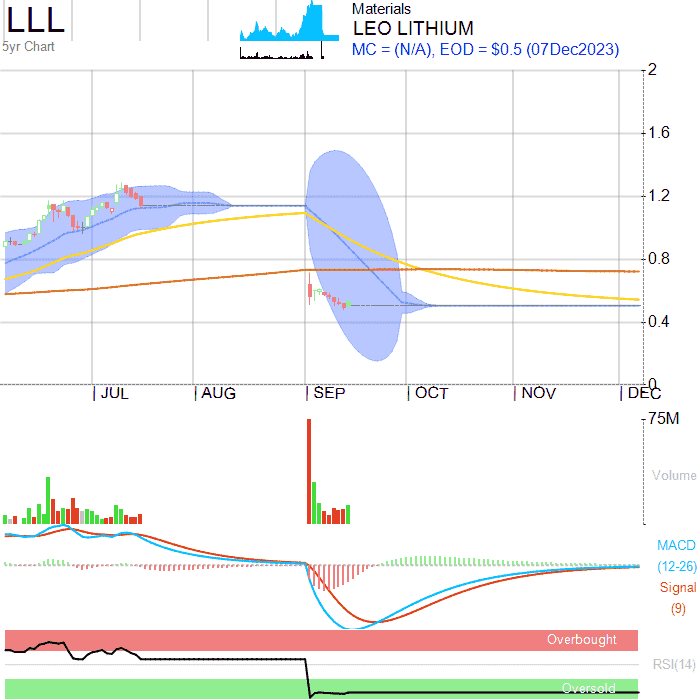 LLL
5yr Chart
Materials
LEO LITHIUM
MC = (N/A), EOD = $0.5 (07Dec2023)
2
1.6
1.2
0.8
0.4
0
JUL AUG SEP OCT NOV DEC
75M
Volume
MACD
(12-26)
Signal
(9)
Overbought
RSI(14)
Oversold